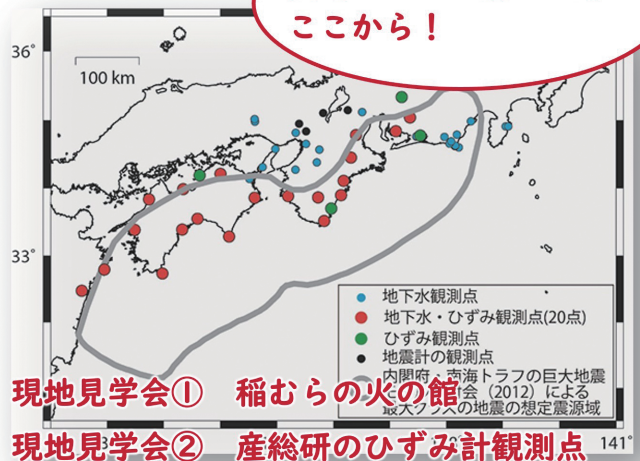 ここから！
36°
100 km
33°
地下水観測点
地下水・ひずみ観測点(20点)
ひずみ観測点
地震計の観測点
内閣府・南海トラフの巨大地震
会（2012）による
最大クラスの地震の想定震源域
現地見学会① 稲むらの火の館
現地見学会② 産総研のひずみ計観測点
141°